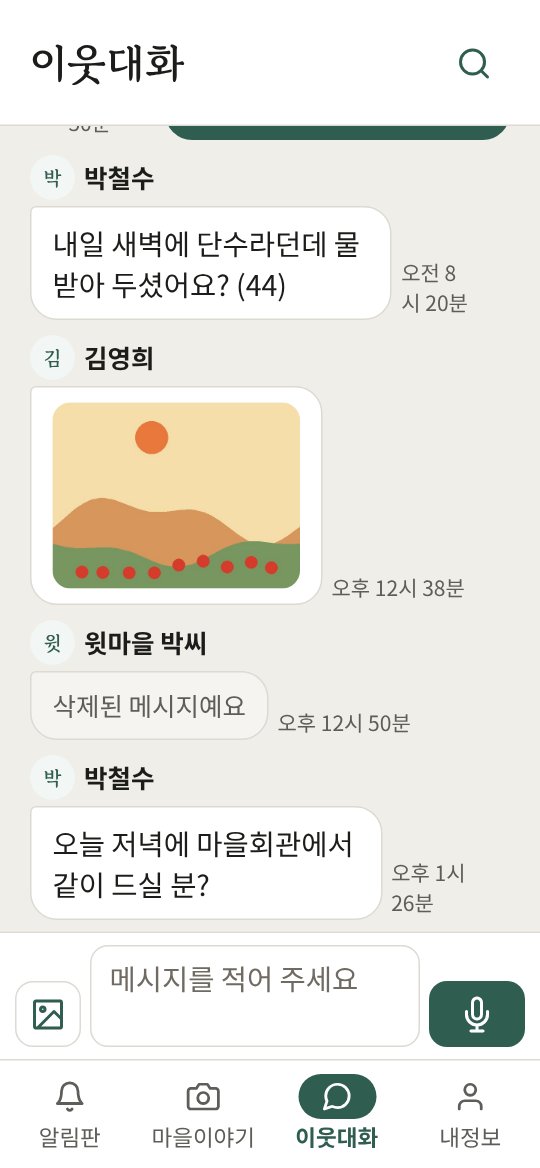 이웃대화
박
박철수
내일 새벽에 단수라던데 물
받아 두셨어요? (44)
오전 8
시 20분
김
김영희
오후 12시 38분
윗
윗마을 박씨
삭제된 메시지예요
오후 12시 50분
박
박철수
오늘 저녁에 마을회관에서
같이 드실 분?
오후 1시
26분
메시지를 적어 주세요
알림판
마을이야기
이웃대화
내정보